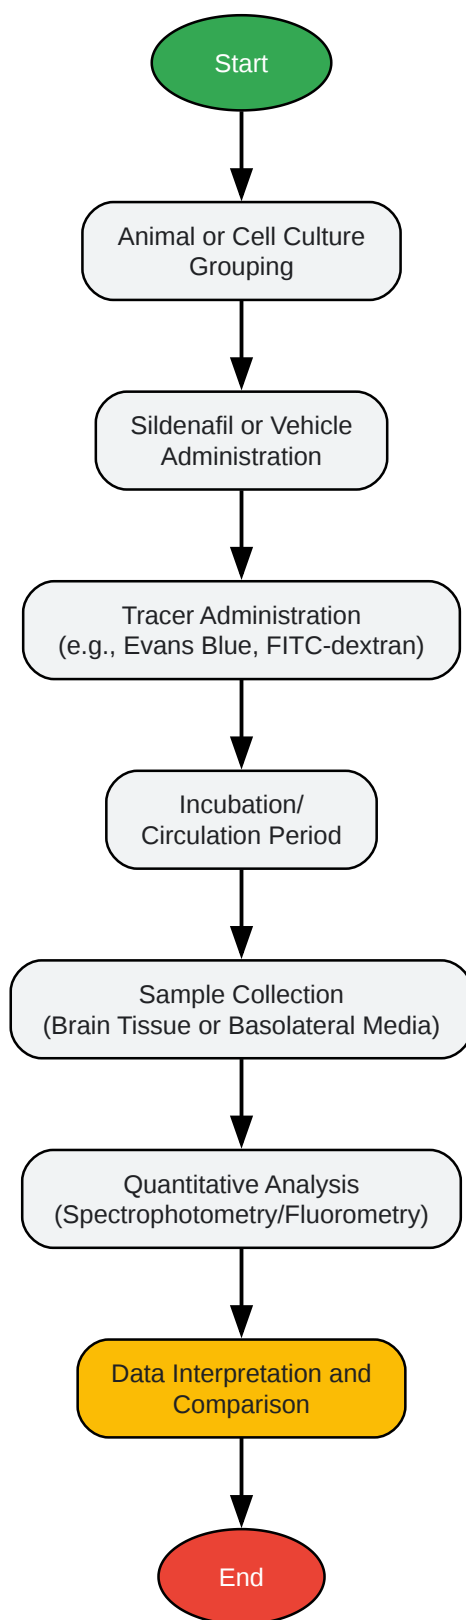 Start
Animal or Cell Culture
Grouping
Sildenafil or Vehicle
Administration
Tracer Administration
(e.g., Evans Blue, FITC-dextran)
Incubation/
Circulation Period
Sample Collection
(Brain Tissue or Basolateral Media)
Quantitative Analysis
(Spectrophotometry/Fluorometry)
Data Interpretation and
Comparison
End